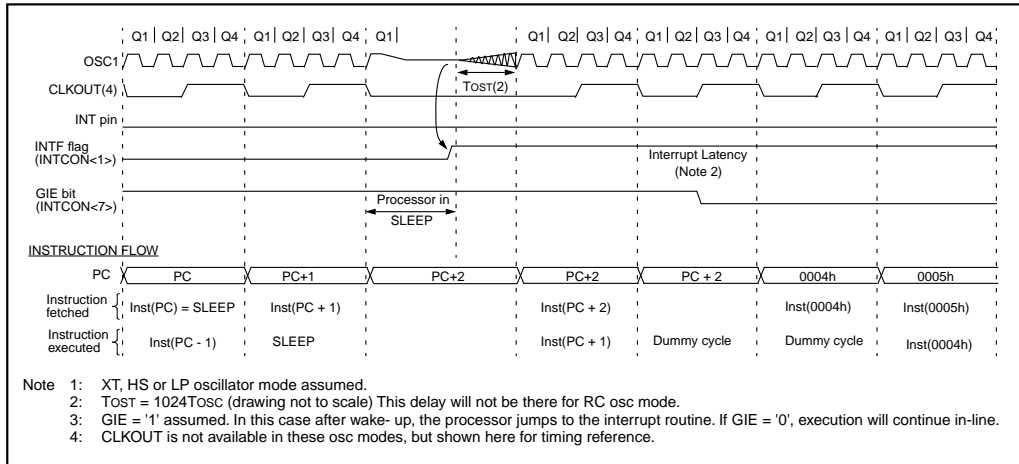 Q1 Q2 Q3 Q4 Q1 Q2 Q3 Q4 Q1 Q1 Q2 Q3 Q4 Q1 Q2 Q3 Q4 Q1 Q2 Q3 Q4 Q1 Q2 Q3 Q4
OSC1
TOST(2)
CLKOUT(4)
INT pin
INTF flag
(INTCON<1>)
Interrupt Latency
(Note 2)
GIE bit
(INTCON<7>)
Processor in
SLEEP
INSTRUCTION FLOW
PC PC PC+1 PC+2 PC+2 PC + 2 0004h 0005h
Instruction
fetched
Inst(PC) = SLEEP Inst(PC + 1) Inst(PC + 2) Inst(0004h) Inst(0005h)
Instruction
executed
Inst(PC - 1) SLEEP Inst(PC + 1) Dummy cycle Dummy cycle Inst(0004h)
Note 1: XT, HS or LP oscillator mode assumed.
2: TOST = 1024TOSC (drawing not to scale) This delay will not be there for RC osc mode.
3: GIE = '1' assumed. In this case after wake- up, the processor jumps to the interrupt routine. If GIE = '0', execution will continue in-line.
4: CLKOUT is not available in these osc modes, but shown here for timing reference.